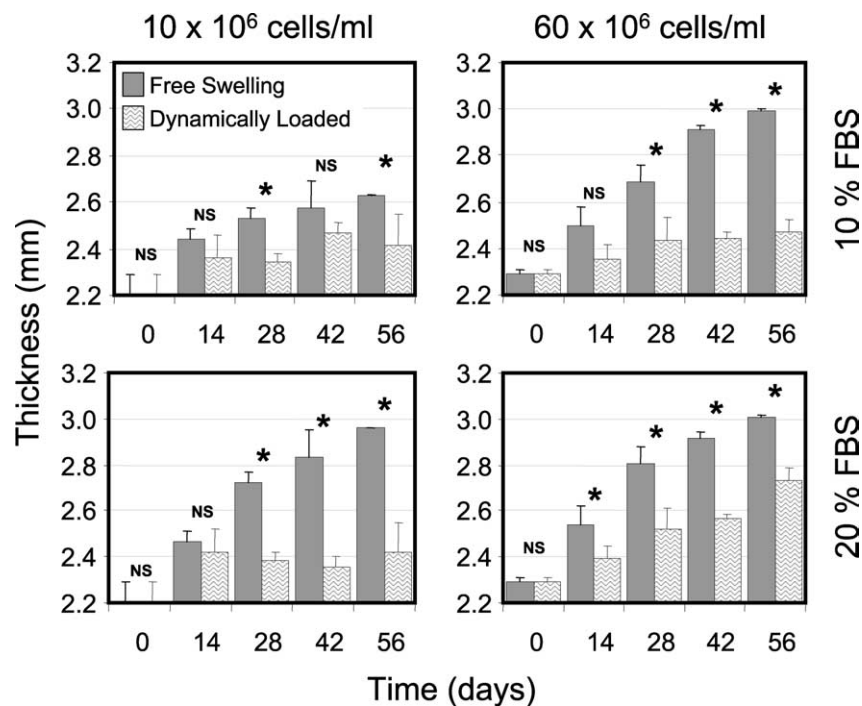 10 x 10⁶ cells/ml
60 x 10⁶ cells/ml
Thickness (mm)
3.2
3.0
2.8
2.6
2.4
2.2
Free Swelling
Dynamically Loaded
NS
NS
*
NS
*
0 14 28 42 56
3.2
3.0
2.8
2.6
2.4
2.2
NS
NS
*
*
*
0 14 28 42 56
10 % FBS
3.2
3.0
2.8
2.6
2.4
2.2
NS
NS
*
*
*
0 14 28 42 56
3.2
3.0
2.8
2.6
2.4
2.2
NS
*
*
*
*
0 14 28 42 56
20 % FBS
Time (days)